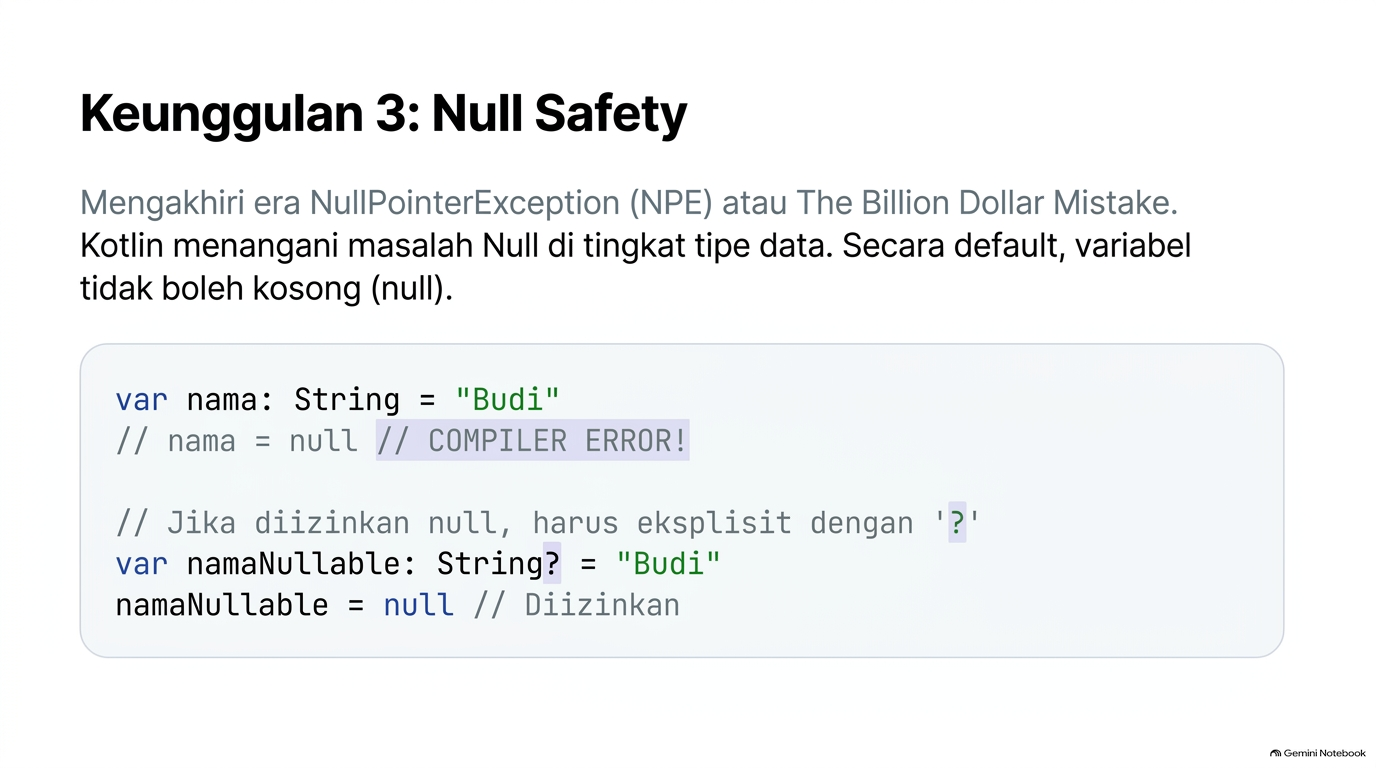 Keunggulan 3: Null Safety
Mengakhiri era NullPointerException (NPE) atau The Billion Dollar Mistake.
Kotlin menangani masalah Null di tingkat tipe data. Secara default, variabel
tidak boleh kosong (null).
var nama: String = "Budi"
// nama = null // COMPILER ERROR!
// Jika diizinkan null, harus eksplisit dengan '?'
var namaNullable: String? = "Budi"
namaNullable = null // Diizinkan
Gemini Notebook